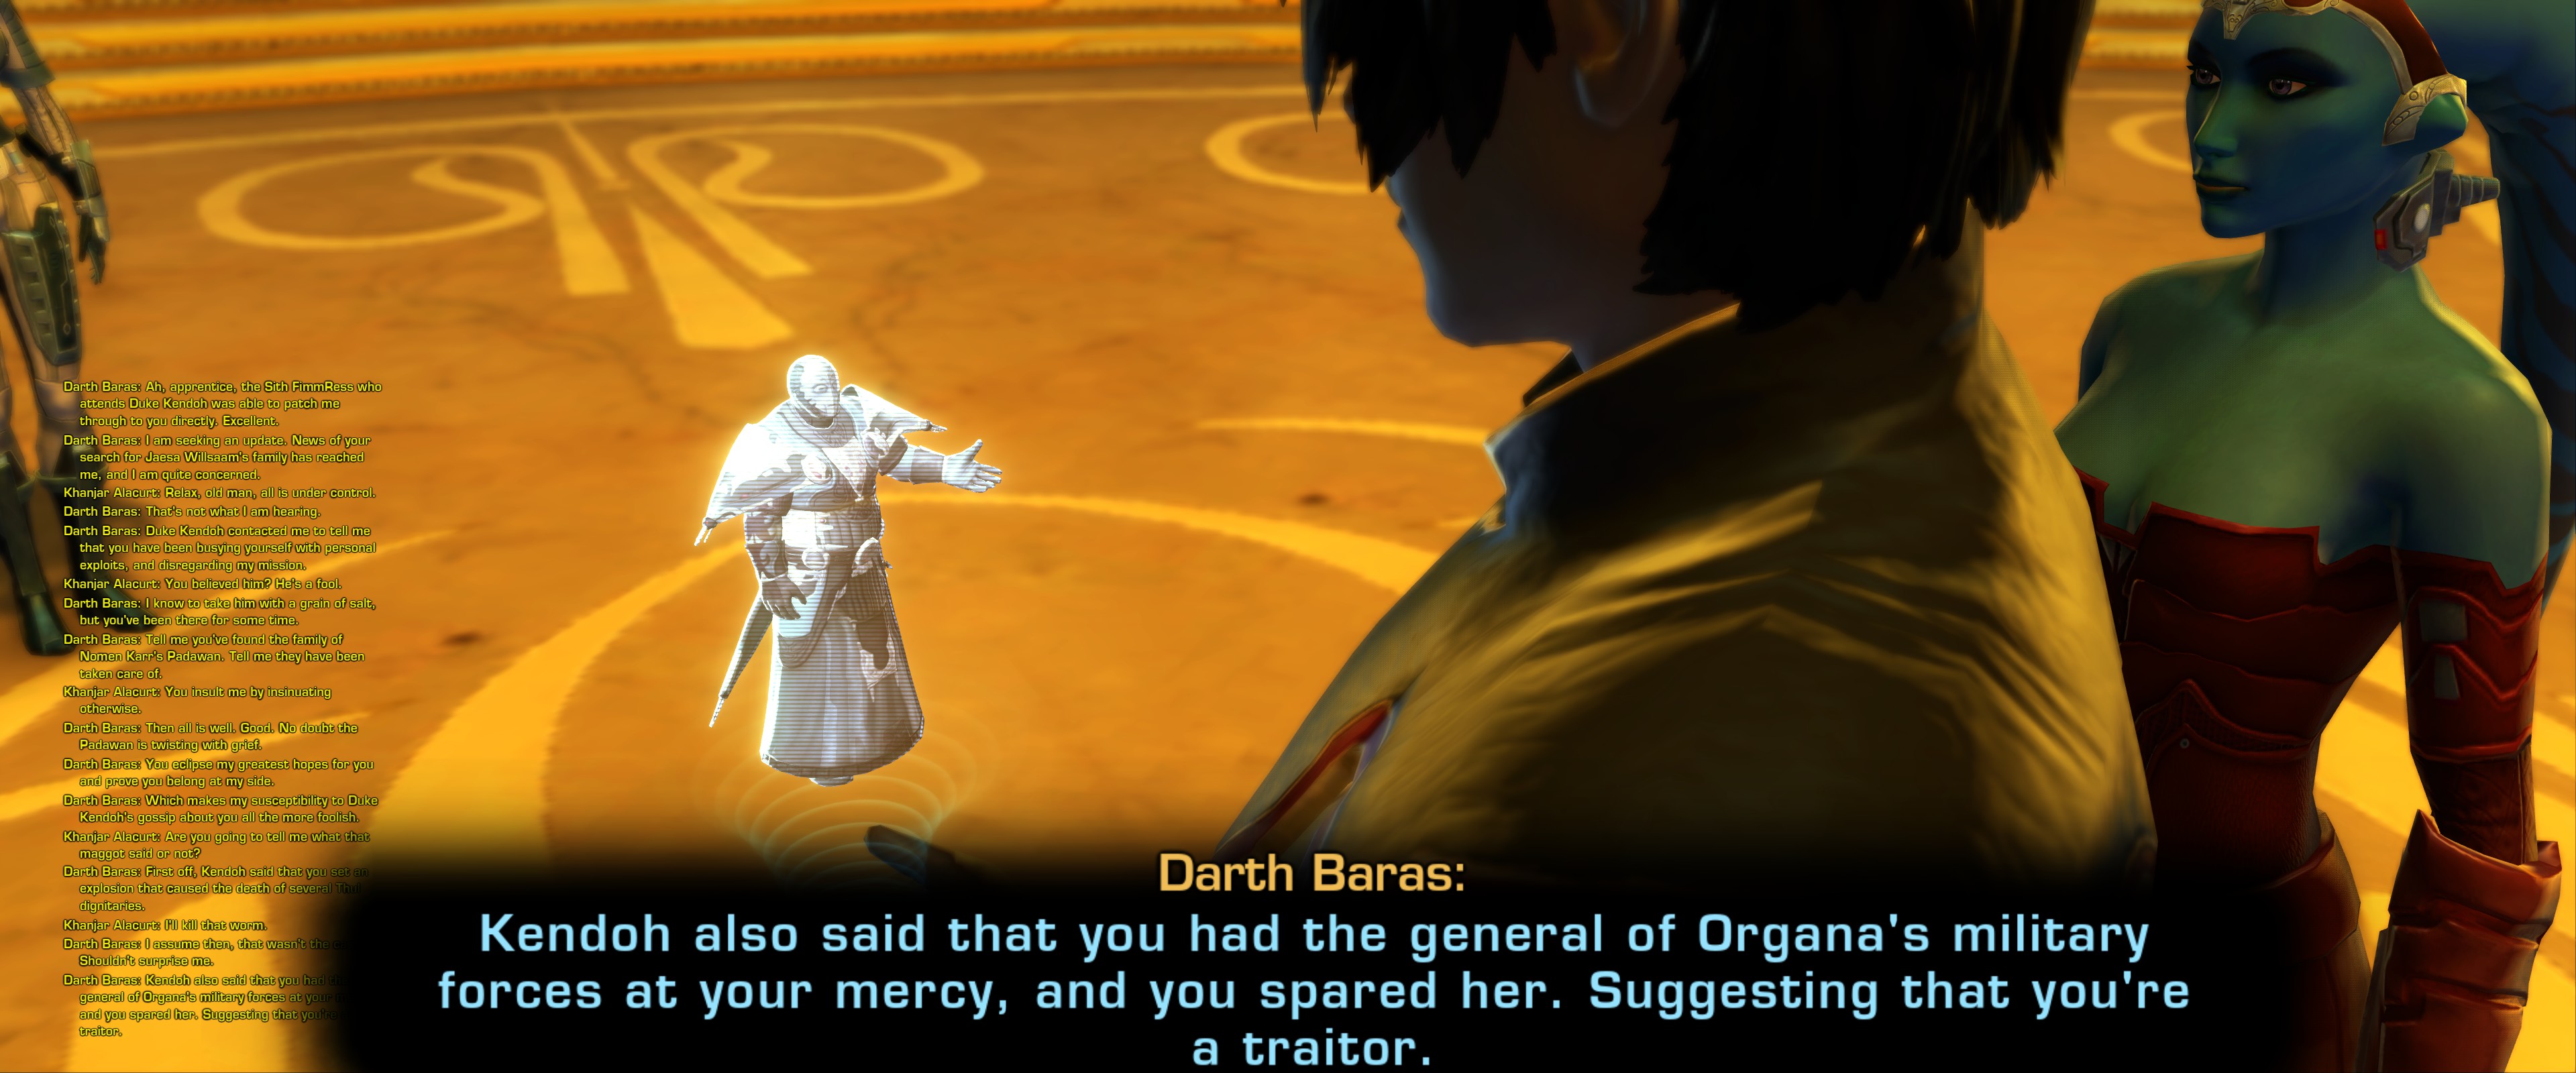 Darth Baras: Ah, apprentice, the Sith FimmRess who
attends Duke Kendoh was able to patch me
through to you directly. Excellent.
Darth Baras: I am seeking an update. News of your
search for Jaesa Willsaam's family has reached
me, and I am quite concerned.
Khanjar Alacurt: Relax, old man, all is under control.
Darth Baras: That's not what I am hearing.
Darth Baras: Duke Kendoh contacted me to tell me
that you have been busying yourself with personal
exploits, and disregarding my mission.
Khanjar Alacurt: You believed him? He's a fool.
Darth Baras: I know to take him with a grain of salt,
but you've been there for some time.
Darth Baras: Tell me you've found the family of
Nomen Karr's Padawan. Tell me they have been
taken care of.
Khanjar Alacurt: You insult me by insinuating
otherwise.
Darth Baras: Then all is well. Good. No doubt the
Padawan is twisting with grief.
Darth Baras: You eclipse my greatest hopes for you
and prove you belong at my side.
Darth Baras: Which makes my susceptibility to Duke
Kendoh's gossip about you all the more foolish.
Khanjar Alacurt: Are you going to tell me what that
maggot said or not?
Darth Baras: First off, Kendoh said that you set an
explosion that caused the death of several
dignitaries.
Khanjar Alacurt: I'll kill that worm.
Darth Baras: I assume then, that wasn't the
Shouldn't surprise me.
Darth Baras: Kendoh also said that you had
general of Organa's military forces at your
and you spared her. Suggesting that you're
traitor.
Darth Baras:
Kendoh also said that you had the general of Organa's military
forces at your mercy, and you spared her. Suggesting that you're
a traitor.